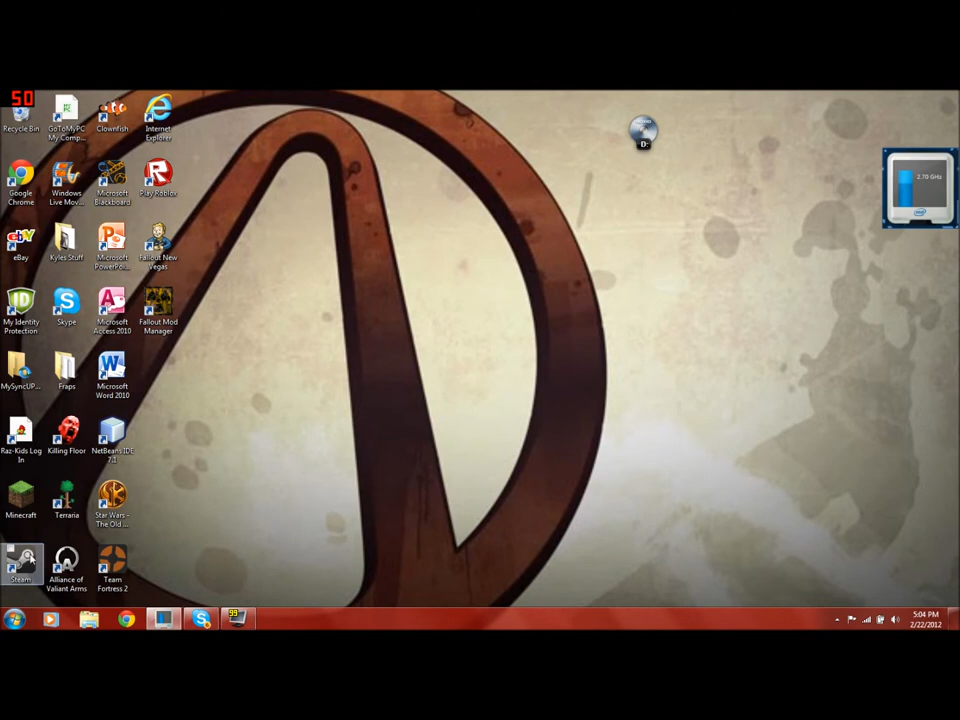 50
Recycle Bin
GoToMyPC
My Comp...
Clownfish
Internet
Explorer
Google
Chrome
Windows
Live Mov...
Microsoft
Blackboard
Play Roblox
eBay
Kyles Stuff
Microsoft
PowerPoi...
Fallout New
Vegas
My Identity
Protection
Skype
Microsoft
Access 2010
Fallout Mod
Manager
MySyncUP...
Fraps
Microsoft
Word 2010
Raz-Kids Log
In
Killing Floor
NetBeans IDE
7.1
Minecraft
Terraria
Star Wars -
The Old ...
Steam
Alliance of
Valiant Arms
Team
Fortress 2
D:
2.70 GHz
intel
99
5:04 PM
2/22/2012